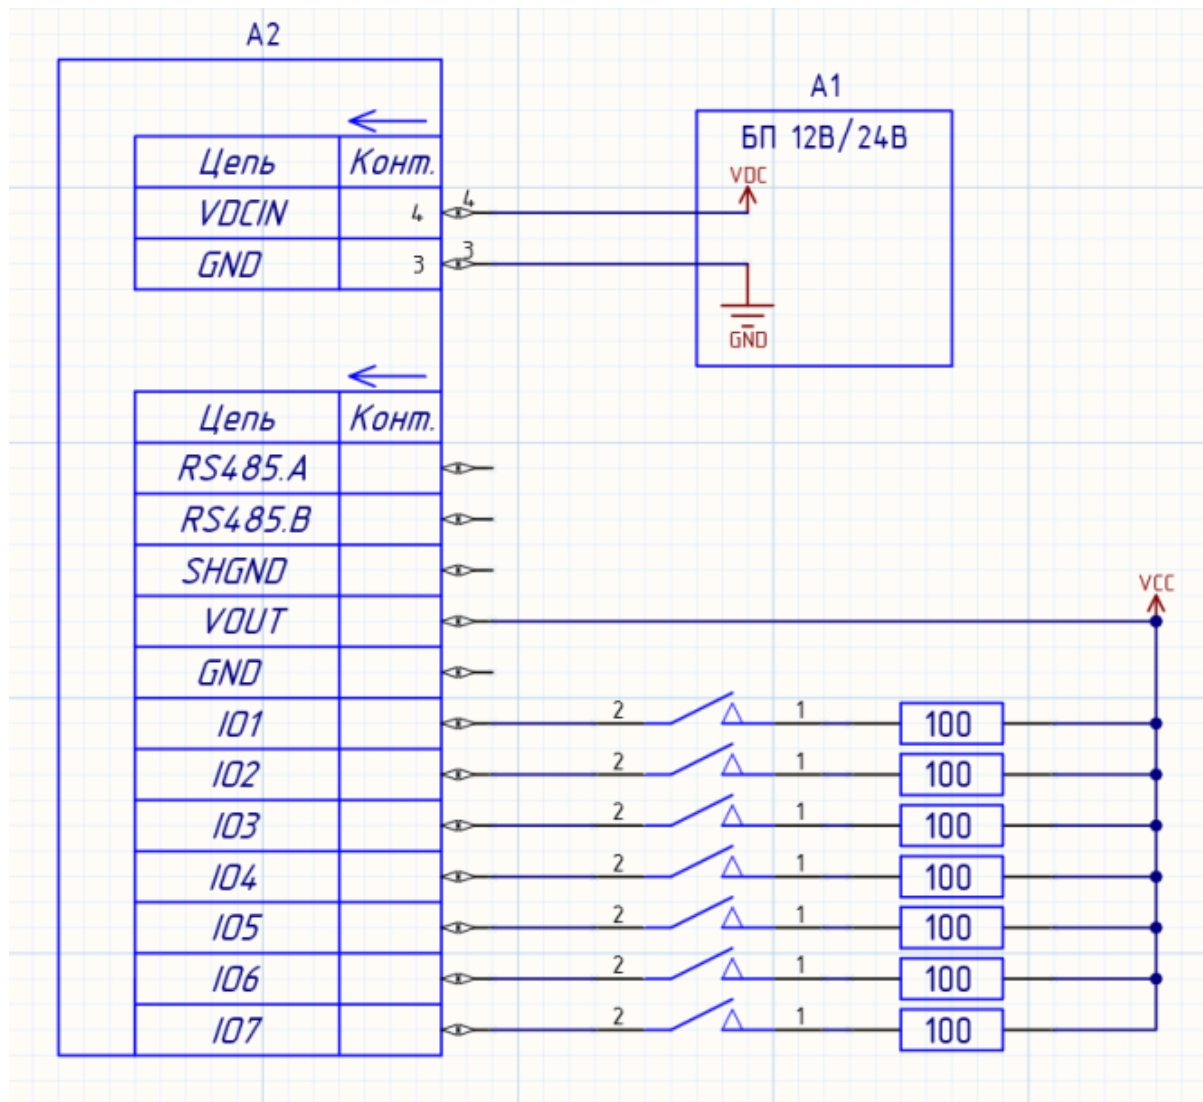 A2
A1
БП 12В/24В
VDC
GND
Цепь Конт.
VDCIN 4 4
GND 3 3
Цепь Конт.
RS485.A
RS485.B
SHGND
VOUT
VCC
GND
IO1 2 1 100
IO2 2 1 100
IO3 2 1 100
IO4 2 1 100
IO5 2 1 100
IO6 2 1 100
IO7 2 1 100